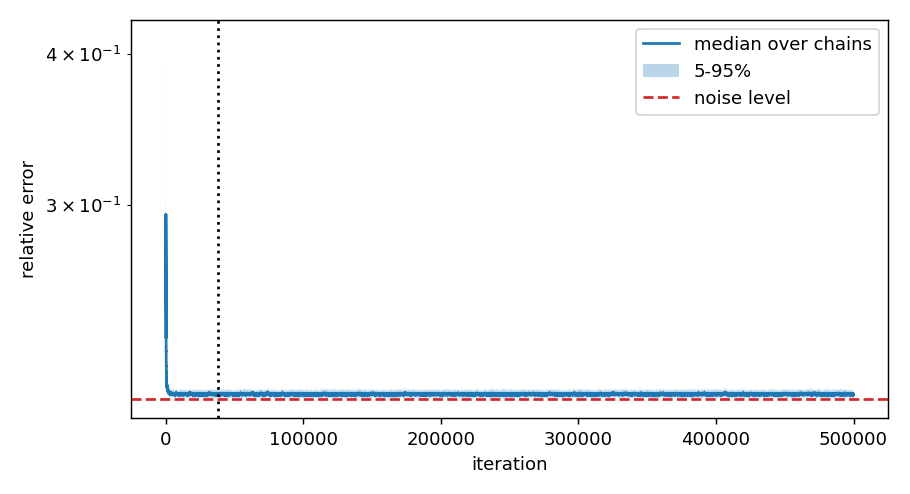 4 × 10⁻¹
3 × 10⁻¹
relative error
median over chains
5-95%
noise level
0 100000 200000 300000 400000 500000
iteration